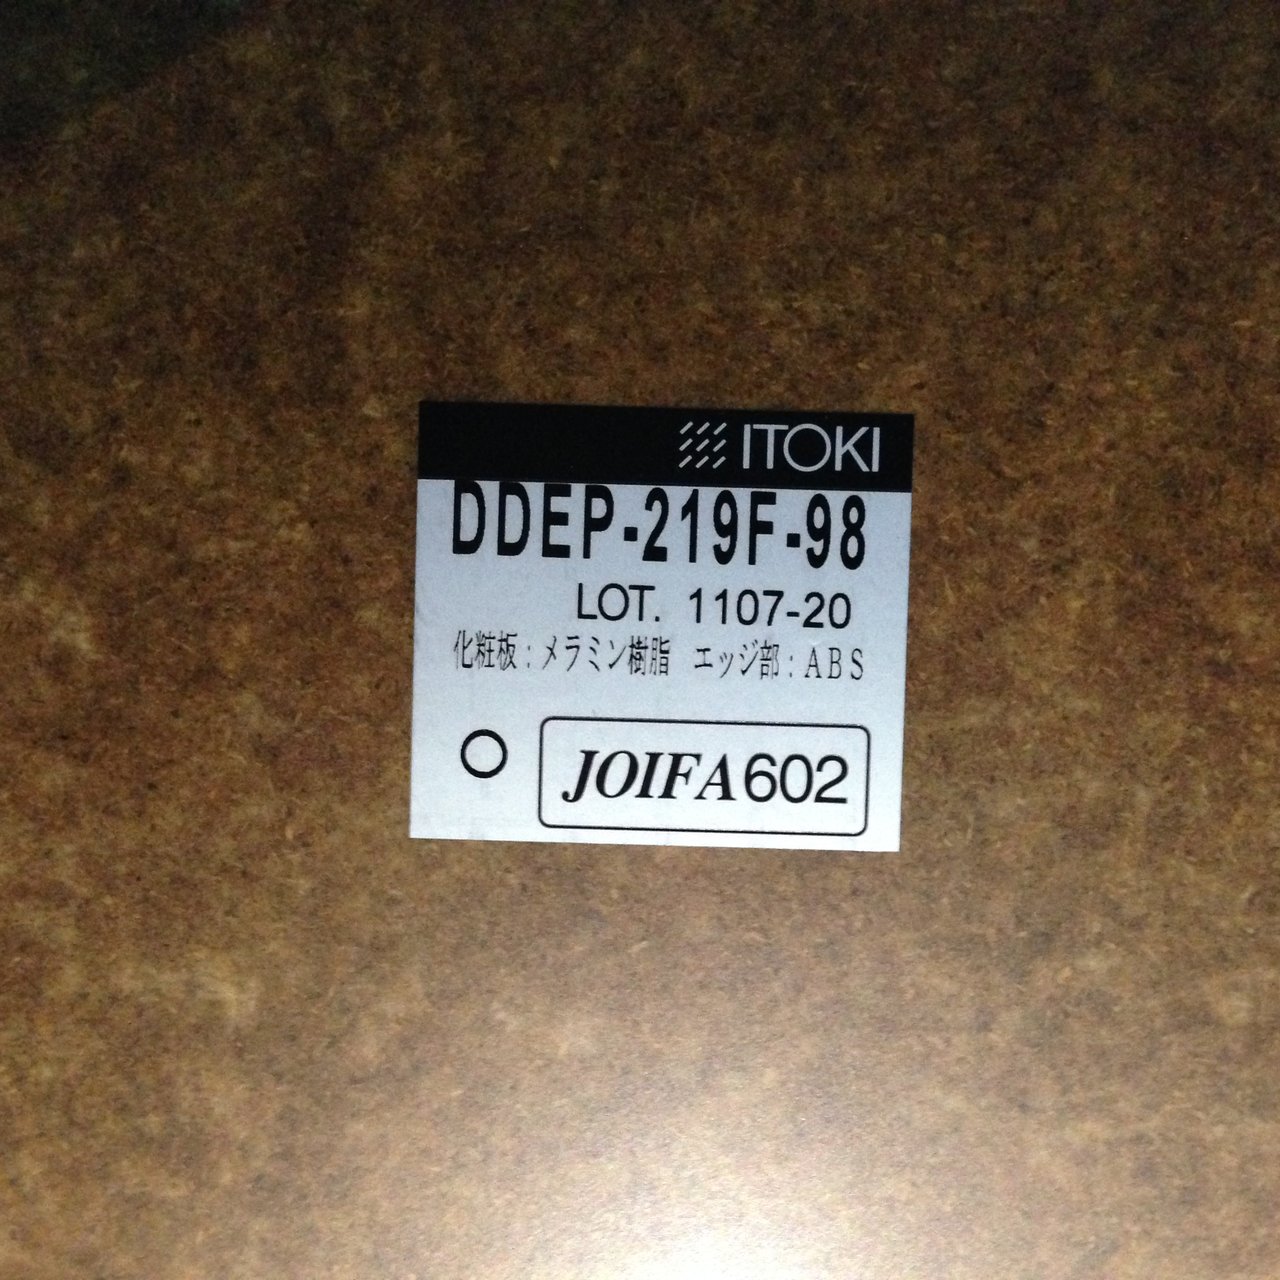 ITOKI
DDEP-219F-98
LOT. 1107-20
化粧板:メラミン樹脂 エッジ部:ABS
JOIFA602